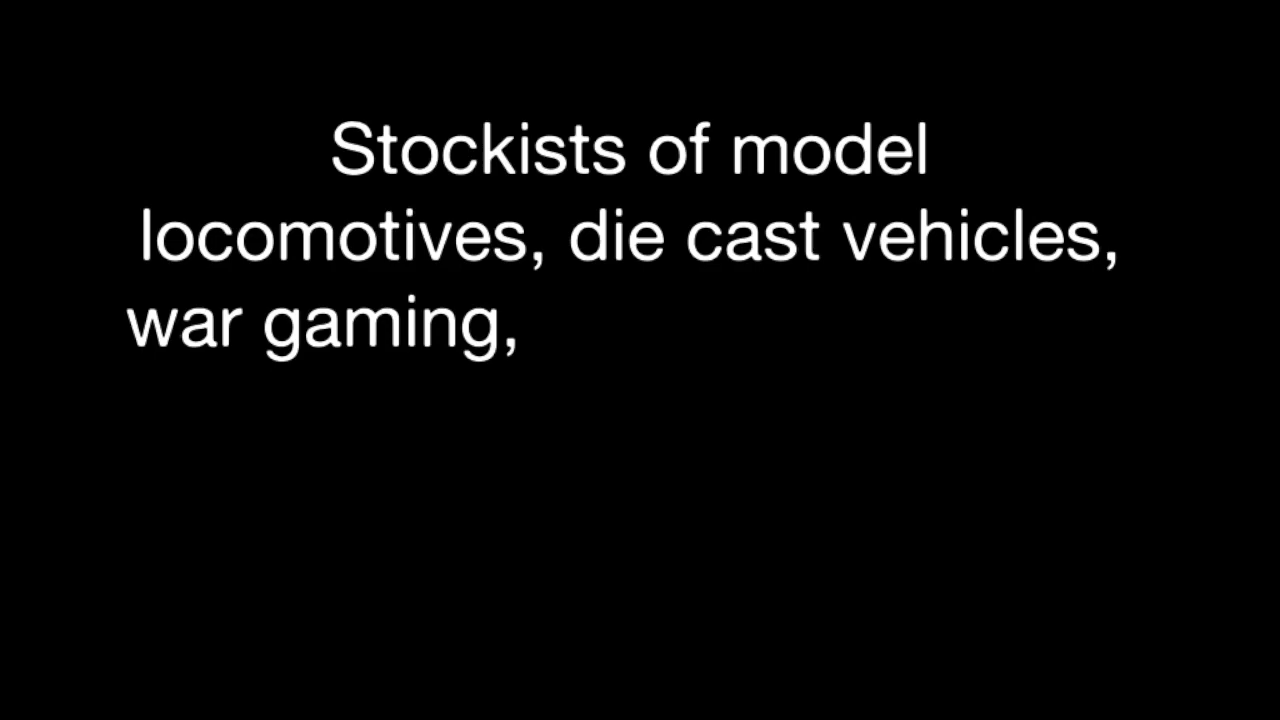 Stockists of model
locomotives, die cast vehicles,
war gaming,